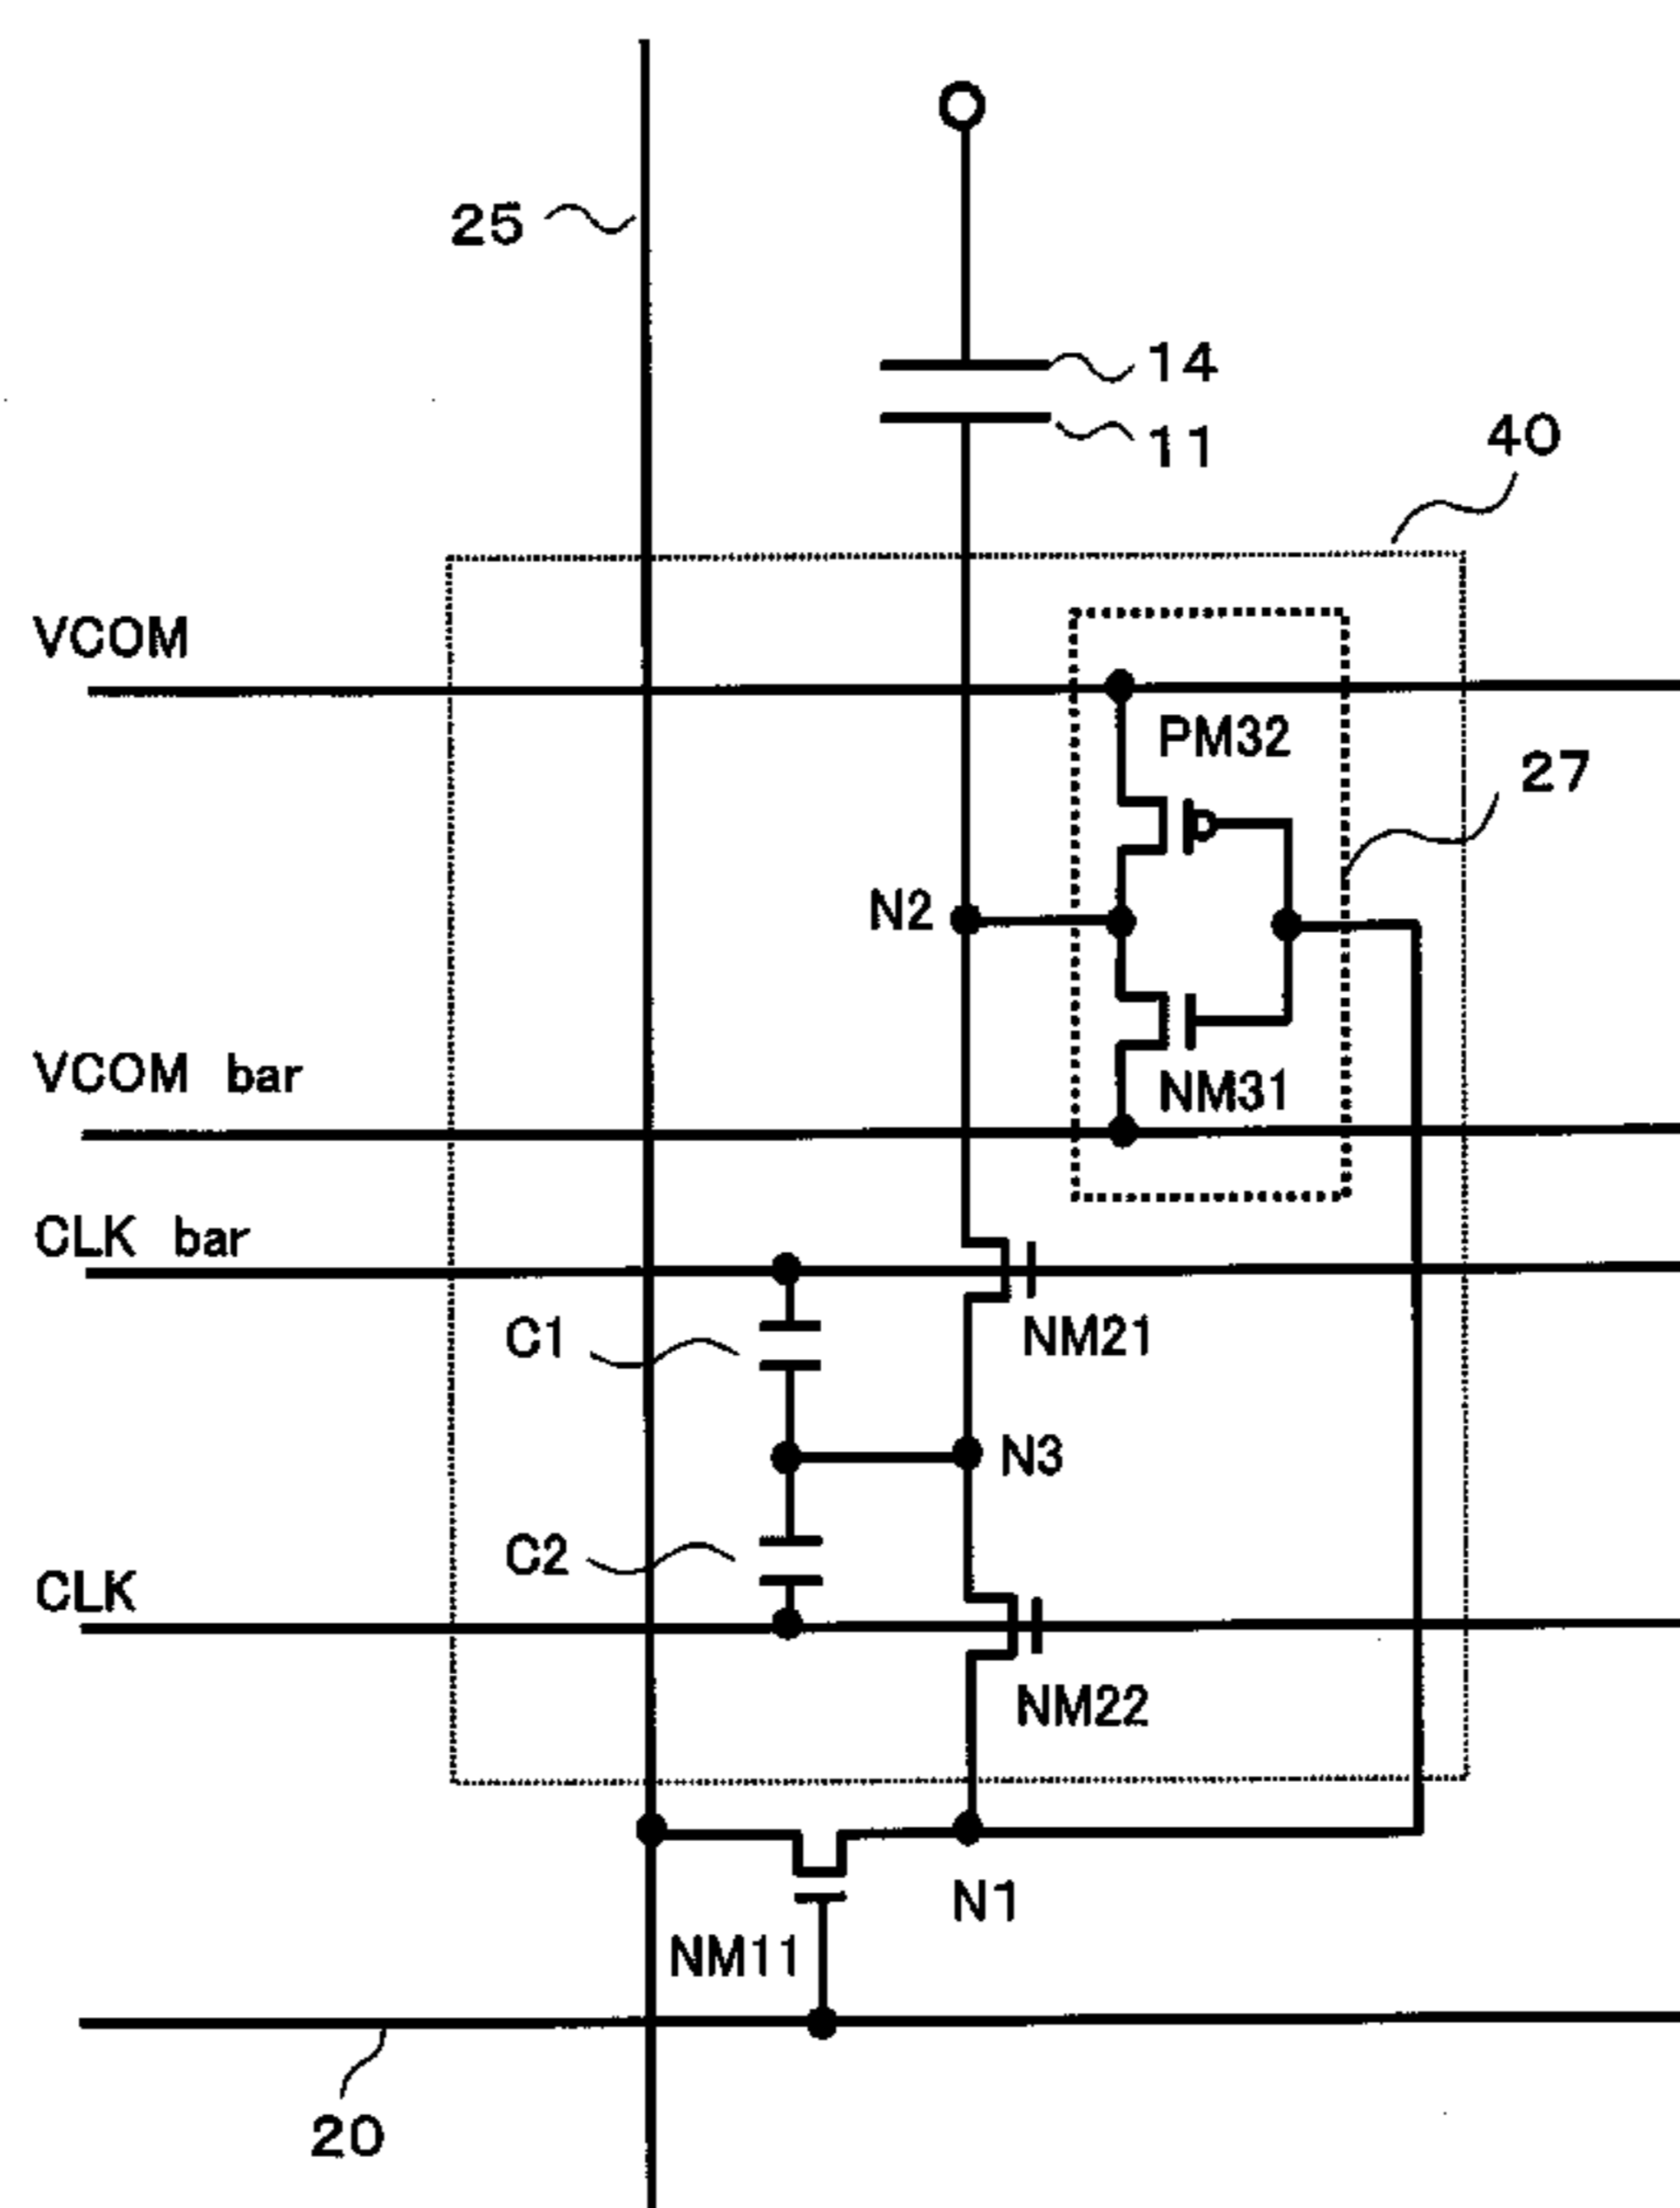 25
14
11
40
VCOM
PM32
27
N2
VCOM bar
NM31
CLK bar
C1
NM21
N3
C2
CLK
NM22
N1
NM11
20